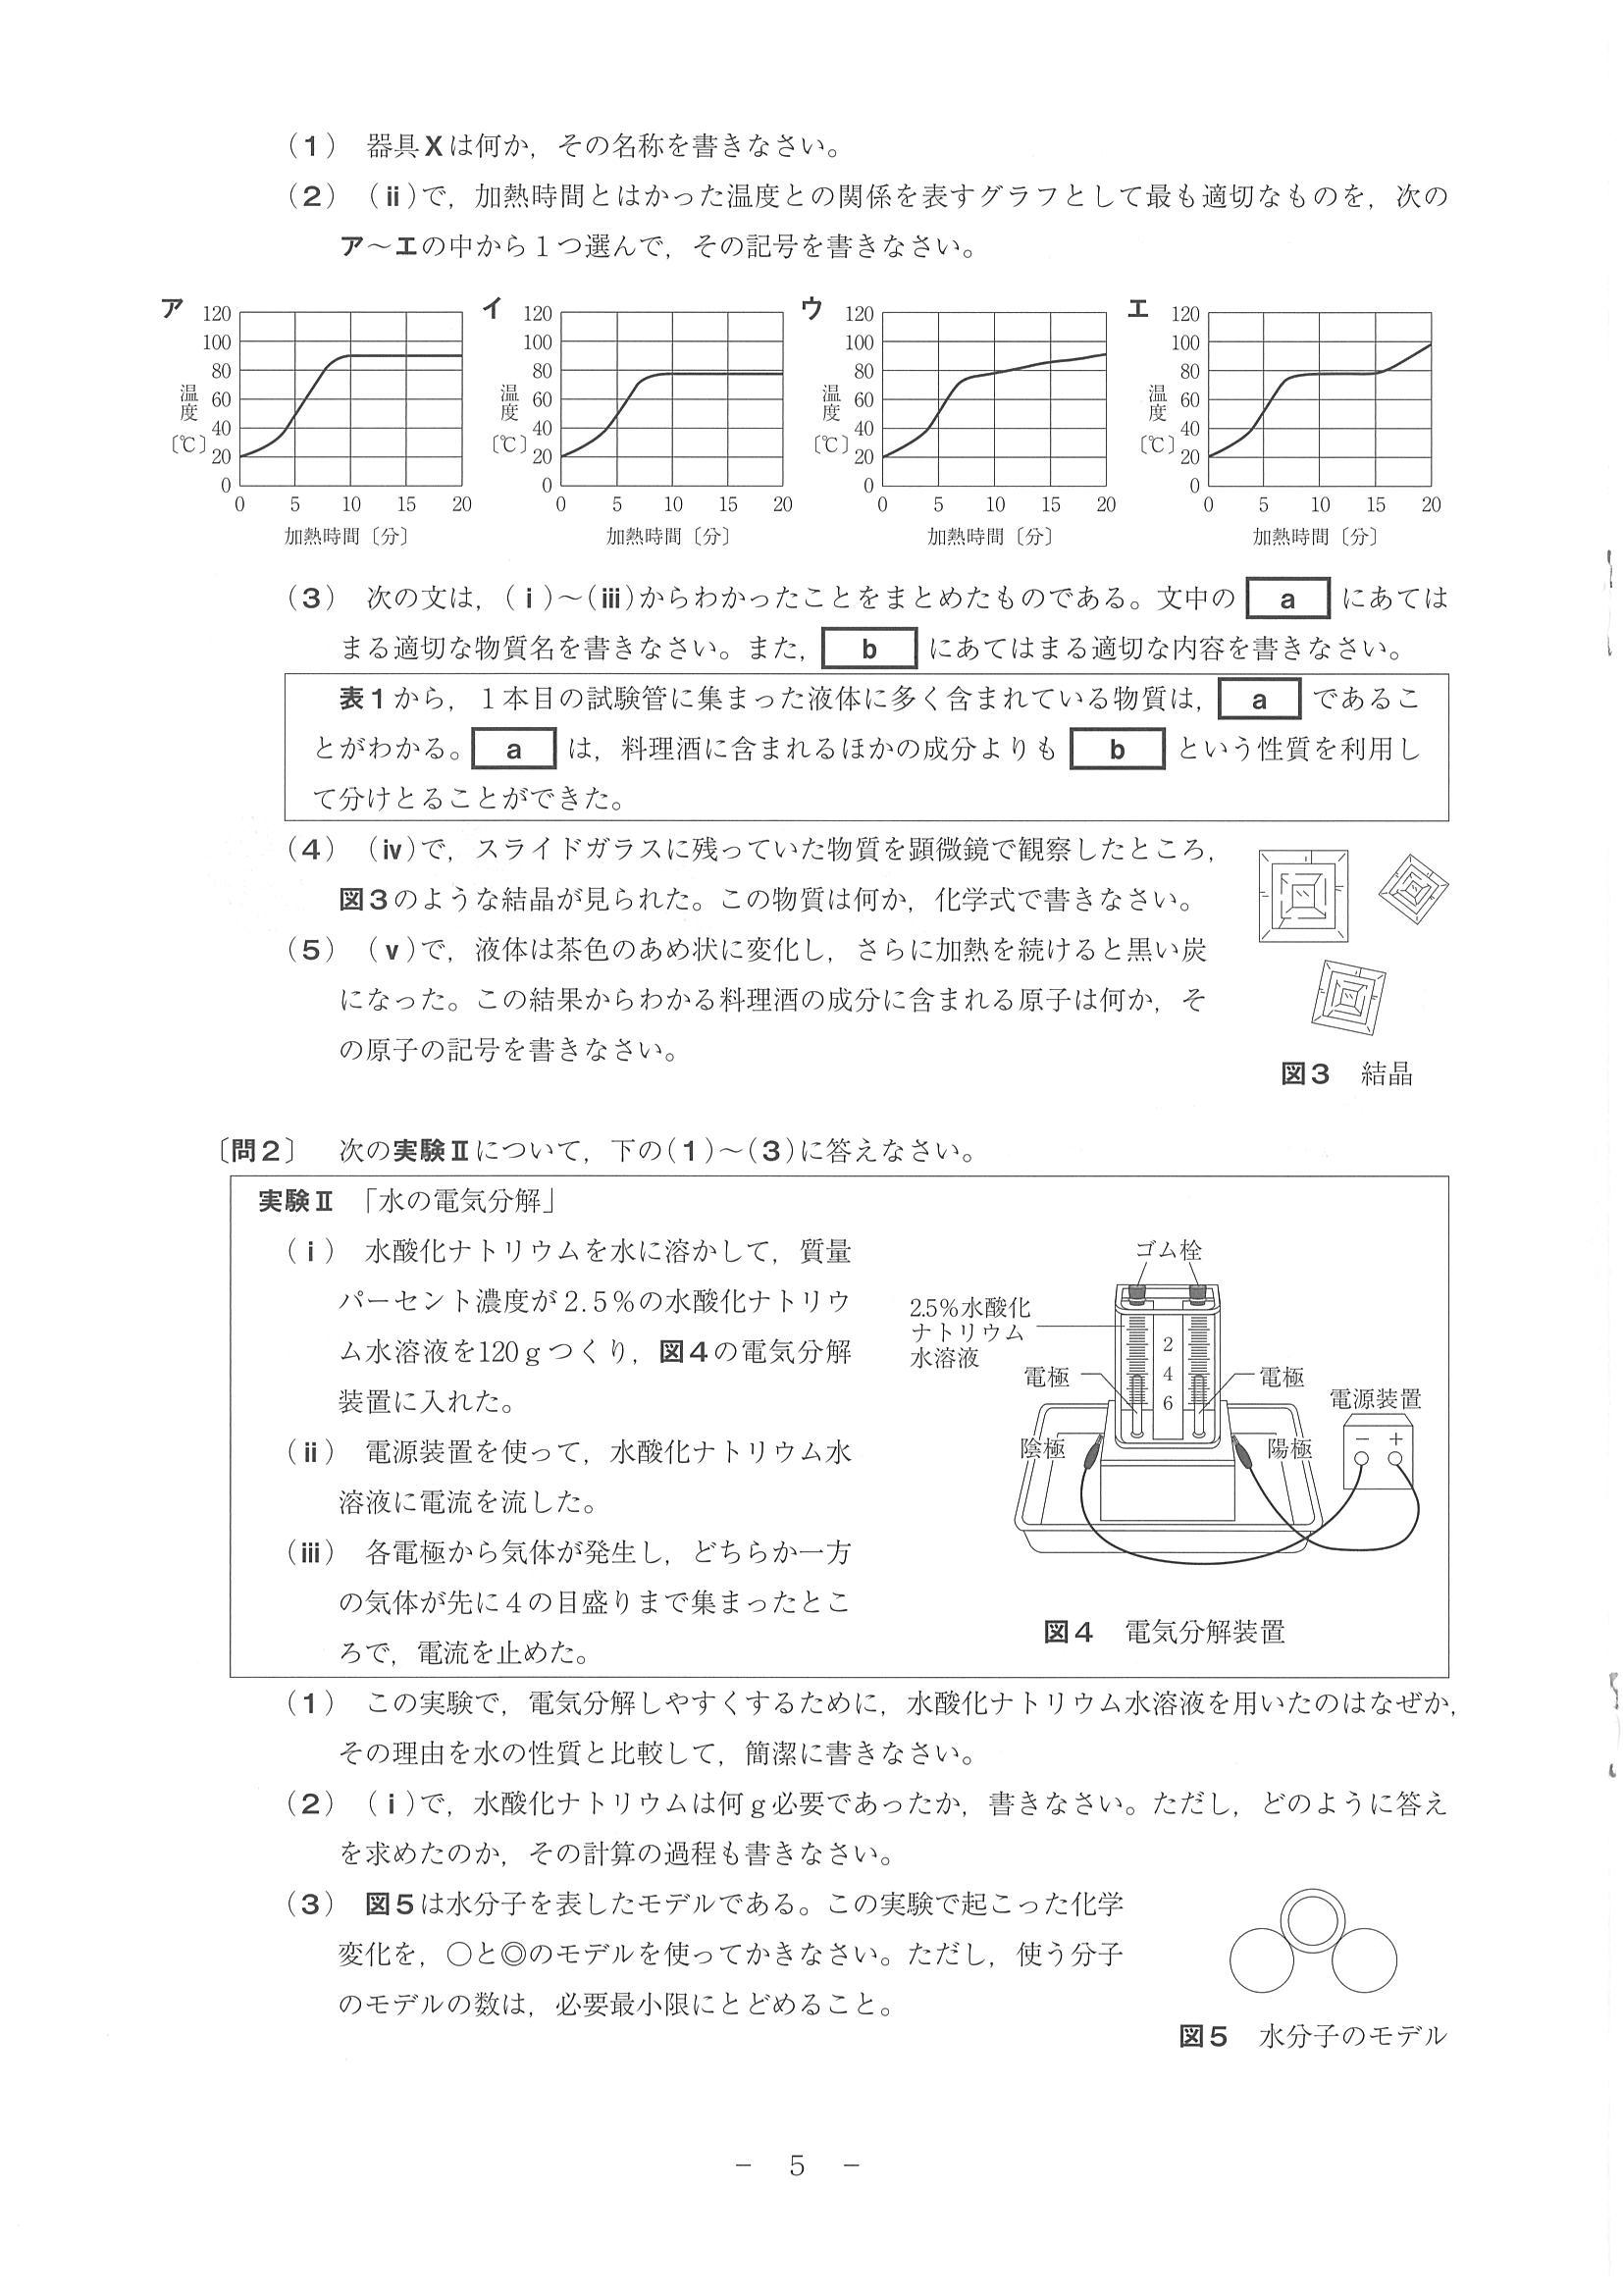 (1) 器具Xは何か，その名称を書きなさい。
(2) (ⅱ)で，加熱時間とはかった温度との関係を表すグラフとして最も適切なものを，次の
ア～エの中から１つ選んで，その記号を書きなさい。
ア
120
100
80
60
40
20
0
温度〔℃〕
0 5 10 15 20
加熱時間〔分〕
イ
120
100
80
60
40
20
0
温度〔℃〕
0 5 10 15 20
加熱時間〔分〕
ウ
120
100
80
60
40
20
0
温度〔℃〕
0 5 10 15 20
加熱時間〔分〕
エ
120
100
80
60
40
20
0
温度〔℃〕
0 5 10 15 20
加熱時間〔分〕
(3) 次の文は，(ⅰ)～(ⅲ)からわかったことをまとめたものである。文中の a にあては
まる適切な物質名を書きなさい。また， b にあてはまる適切な内容を書きなさい。
表1から，１本目の試験管に集まった液体に多く含まれている物質は， a であるこ
とがわかる。 a は，料理酒に含まれるほかの成分よりも b という性質を利用し
て分けとることができた。
(4) (ⅳ)で，スライドガラスに残っていた物質を顕微鏡で観察したところ，
図3のような結晶が見られた。この物質は何か，化学式で書きなさい。
(5) (ⅴ)で，液体は茶色のあめ状に変化し，さらに加熱を続けると黒い炭
になった。この結果からわかる料理酒の成分に含まれる原子は何か，そ
の原子の記号を書きなさい。
図3 結晶
〔問2〕 次の実験Ⅱについて，下の(1)～(3)に答えなさい。
実験Ⅱ 「水の電気分解」
(ⅰ) 水酸化ナトリウムを水に溶かして，質量
パーセント濃度が2.5％の水酸化ナトリウ
ム水溶液を120ｇつくり，図4の電気分解
装置に入れた。
(ⅱ) 電源装置を使って，水酸化ナトリウム水
溶液に電流を流した。
(ⅲ) 各電極から気体が発生し，どちらか一方
の気体が先に４の目盛りまで集まったとこ
ろで，電流を止めた。
ゴム栓
2.5％水酸化
ナトリウム
水溶液
2
4
6
電極
電極
電源装置
－ ＋
陰極
陽極
図4 電気分解装置
(1) この実験で，電気分解しやすくするために，水酸化ナトリウム水溶液を用いたのはなぜか，
その理由を水の性質と比較して，簡潔に書きなさい。
(2) (ⅰ)で，水酸化ナトリウムは何ｇ必要であったか，書きなさい。ただし，どのように答え
を求めたのか，その計算の過程も書きなさい。
(3) 図5は水分子を表したモデルである。この実験で起こった化学
変化を，○と◎のモデルを使ってかきなさい。ただし，使う分子
のモデルの数は，必要最小限にとどめること。
図5 水分子のモデル
－ 5 －